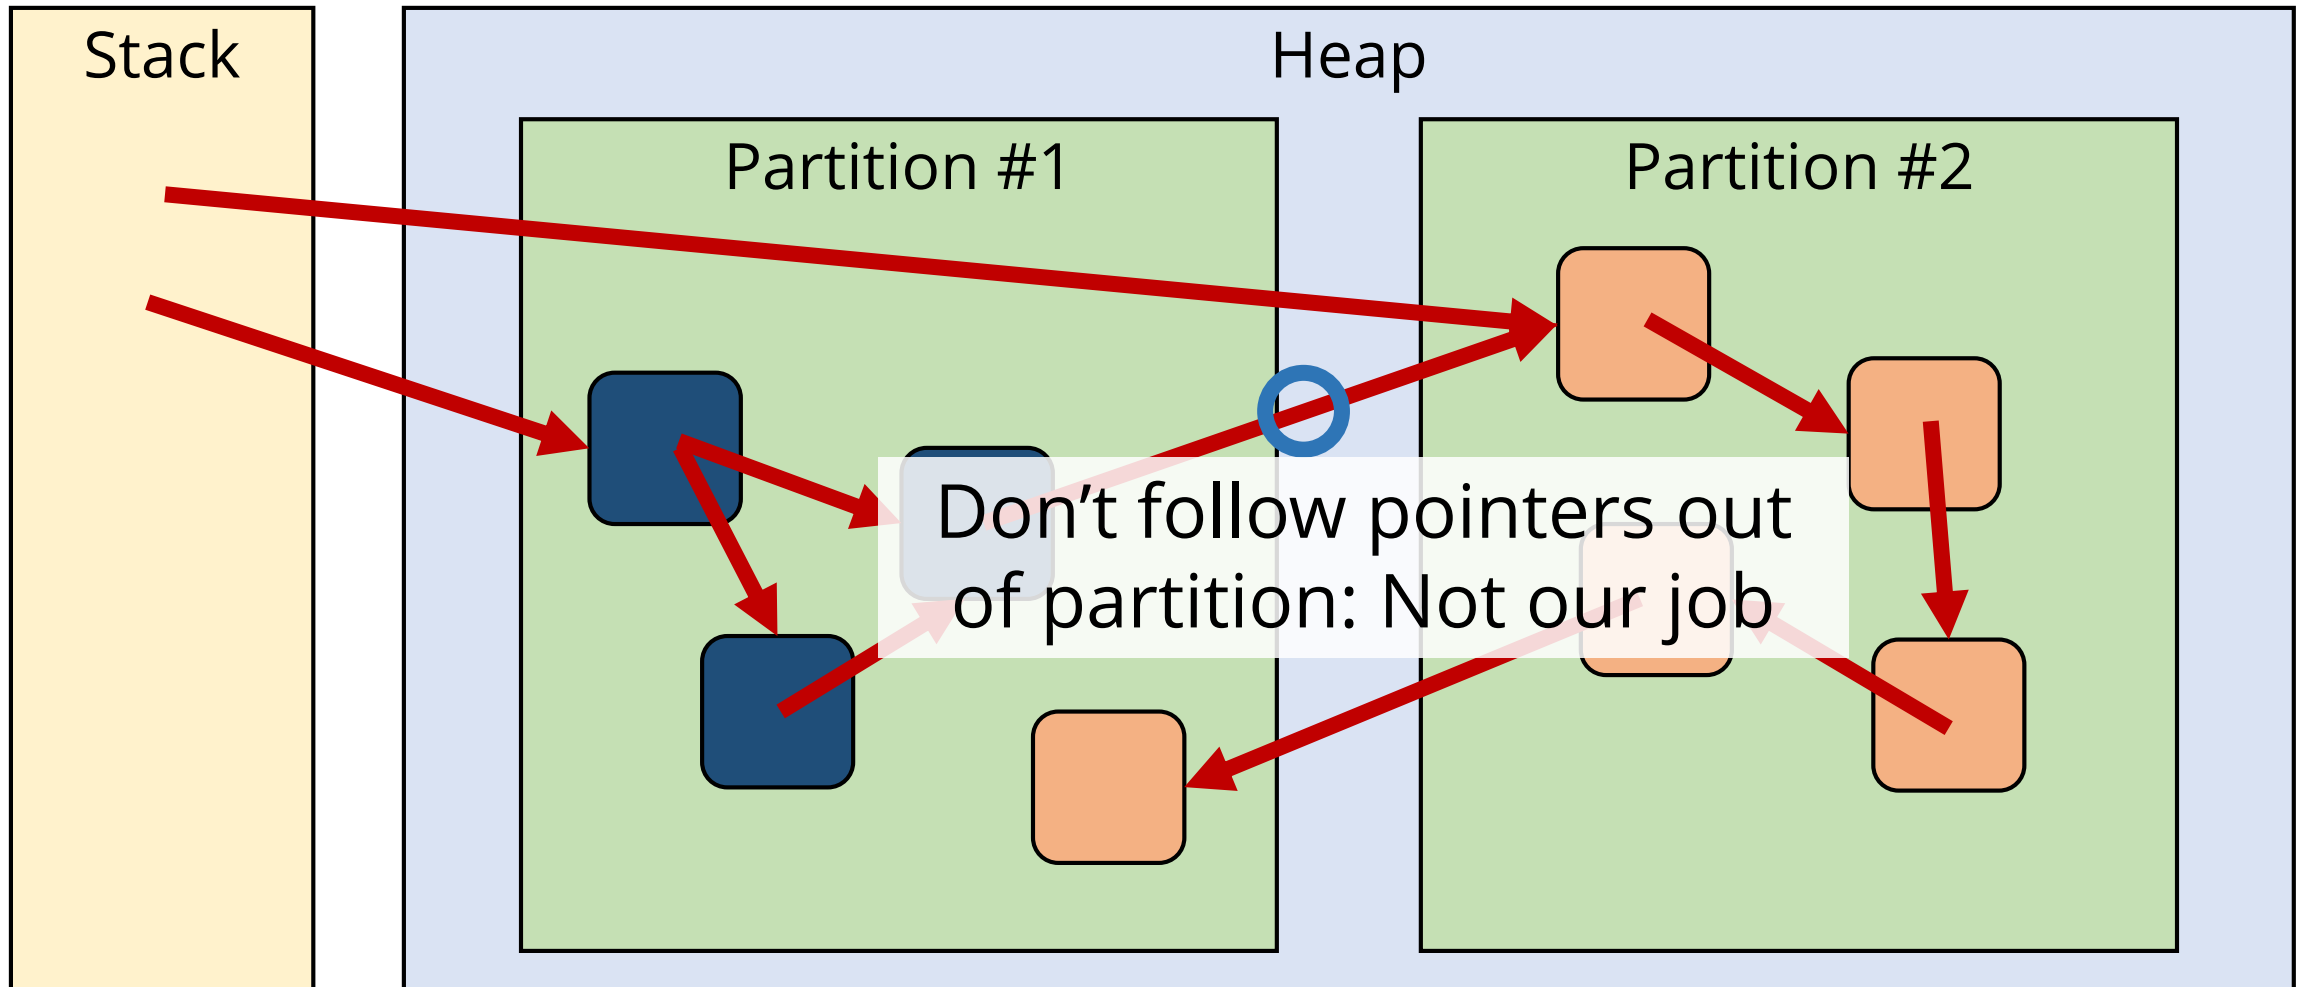 Stack
Heap
Partition #1
Partition #2
Don’t follow pointers out
of partition: Not our job